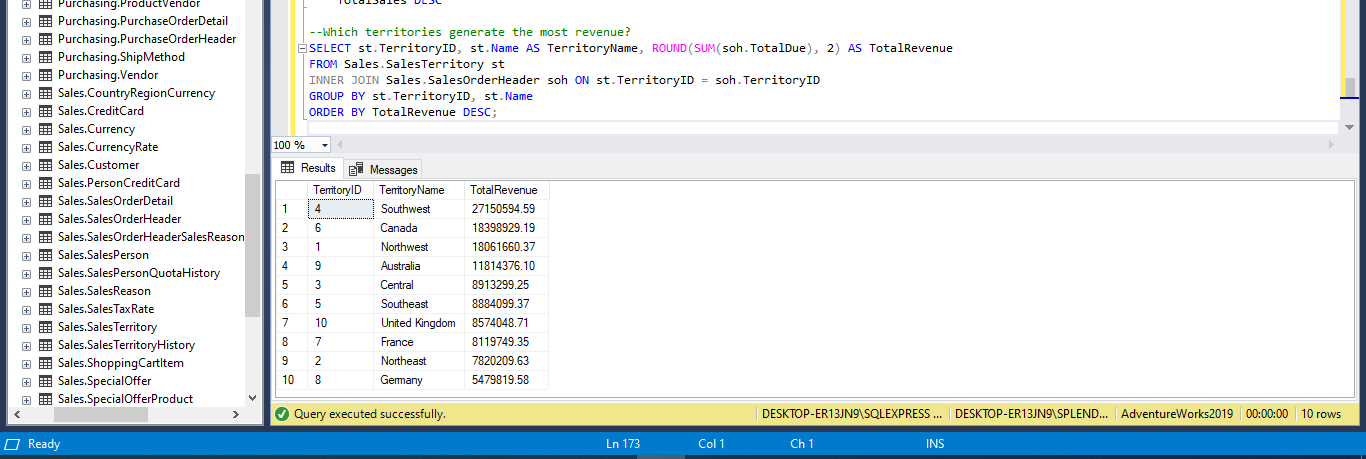 Purchasing.ProductVendor
Purchasing.PurchaseOrderDetail
Purchasing.PurchaseOrderHeader
Purchasing.ShipMethod
Purchasing.Vendor
Sales.CountryRegionCurrency
Sales.CreditCard
Sales.Currency
Sales.CurrencyRate
Sales.Customer
Sales.PersonCreditCard
Sales.SalesOrderDetail
Sales.SalesOrderHeader
Sales.SalesOrderHeaderSalesReason
Sales.SalesPerson
Sales.SalesPersonQuotaHistory
Sales.SalesReason
Sales.SalesTaxRate
Sales.SalesTerritory
Sales.SalesTerritoryHistory
Sales.ShoppingCartItem
Sales.SpecialOffer
Sales.SpecialOfferProduct
TotalSales DESC
--Which territories generate the most revenue?
SELECT st.TerritoryID, st.Name AS TerritoryName, ROUND(SUM(soh.TotalDue), 2) AS TotalRevenue
FROM Sales.SalesTerritory st
INNER JOIN Sales.SalesOrderHeader soh ON st.TerritoryID = soh.TerritoryID
GROUP BY st.TerritoryID, st.Name
ORDER BY TotalRevenue DESC;
100 %
Results Messages
TerritoryID TerritoryName TotalRevenue
1 4 Southwest 27150594.59
2 6 Canada 18398929.19
3 1 Northwest 18061660.37
4 9 Australia 11814376.10
5 3 Central 8913299.25
6 5 Southeast 8884099.37
7 10 United Kingdom 8574048.71
8 7 France 8119749.35
9 2 Northeast 7820209.63
10 8 Germany 5479819.58
Query executed successfully. DESKTOP-ER13JN9\SQLEXPRESS ... DESKTOP-ER13JN9\SPLEND... AdventureWorks2019 00:00:00 10 rows
Ready Ln 173 Col 1 Ch 1 INS